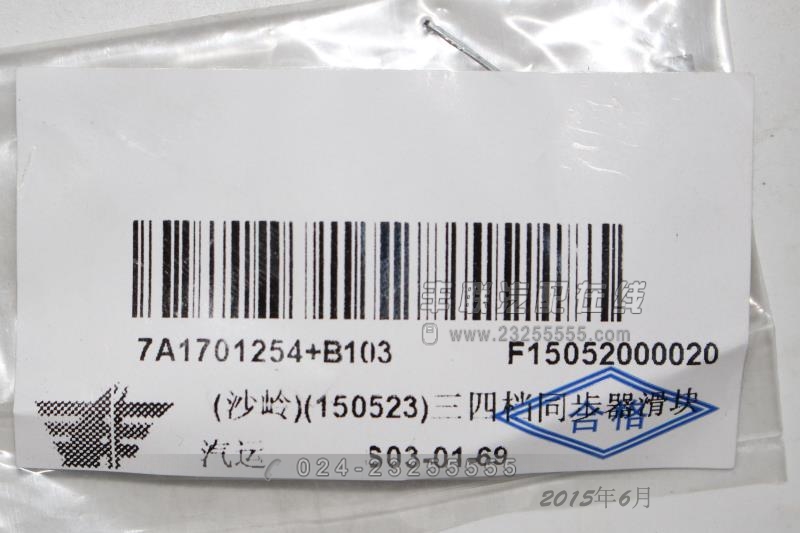 丰联汽配在线
www.23255555.com
7A1701254+B103 F15052000020
(沙岭)(150523)三四档同步器滑块
合格
汽运 S03-01-69
024-23255555
2015年6月